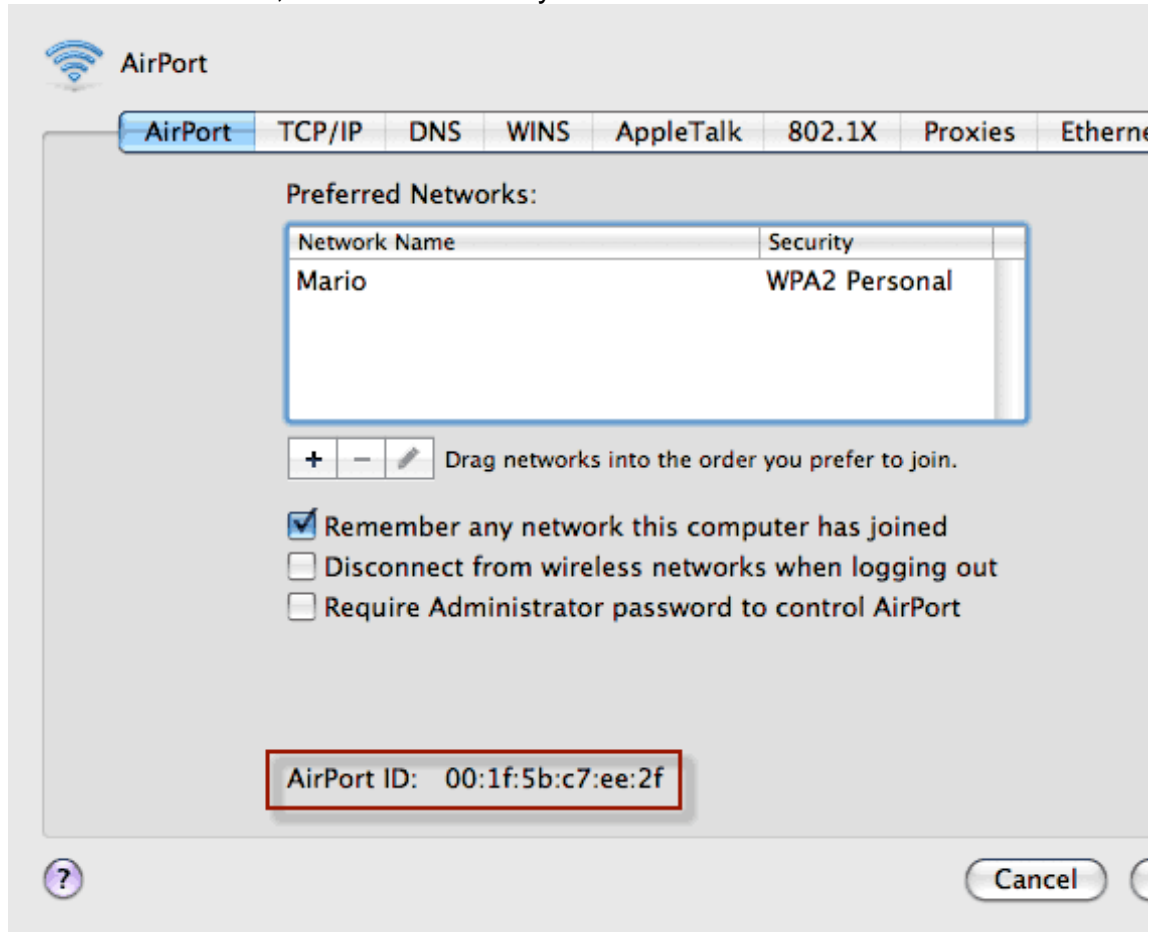 AirPort
AirPort TCP/IP DNS WINS AppleTalk 802.1X Proxies Etherne
Preferred Networks:
Network Name Security
Mario WPA2 Personal
+ − Drag networks into the order you prefer to join.
Remember any network this computer has joined
Disconnect from wireless networks when logging out
Require Administrator password to control AirPort
AirPort ID: 00:1f:5b:c7:ee:2f
? Cancel